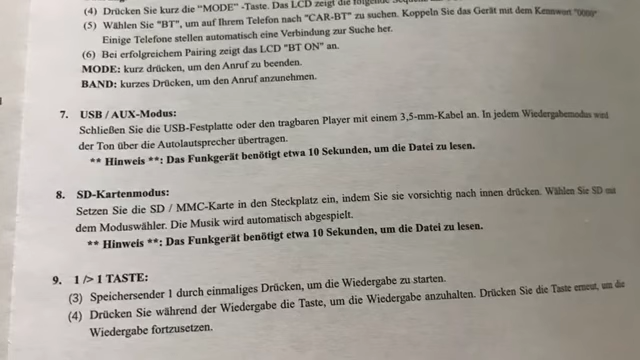 (4) Drücken Sie kurz die "MODE" -Taste. Das LCD zeigt die folgende
(5) Wählen Sie "BT", um auf Ihrem Telefon nach "CAR-BT" zu suchen. Koppeln Sie das Gerät mit dem Kennwort "0000".
Einige Telefone stellen automatisch eine Verbindung zur Suche her.
(6) Bei erfolgreichem Pairing zeigt das LCD "BT ON" an.
MODE: kurz drücken, um den Anruf zu beenden.
BAND: kurzes Drücken, um den Anruf anzunehmen.
7. USB / AUX-Modus:
Schließen Sie die USB-Festplatte oder den tragbaren Player mit einem 3,5-mm-Kabel an. In jedem Wiedergabemodus wird
der Ton über die Autolautsprecher übertragen.
** Hinweis **: Das Funkgerät benötigt etwa 10 Sekunden, um die Datei zu lesen.
8. SD-Kartenmodus:
Setzen Sie die SD / MMC-Karte in den Steckplatz ein, indem Sie sie vorsichtig nach innen drücken. Wählen Sie SD mit
dem Moduswähler. Die Musik wird automatisch abgespielt.
** Hinweis **: Das Funkgerät benötigt etwa 10 Sekunden, um die Datei zu lesen.
9. 1 /> 1 TASTE:
(3) Speichersender 1 durch einmaliges Drücken, um die Wiedergabe zu starten.
(4) Drücken Sie während der Wiedergabe die Taste, um die Wiedergabe anzuhalten. Drücken Sie die Taste erneut, um die
Wiedergabe fortzusetzen.